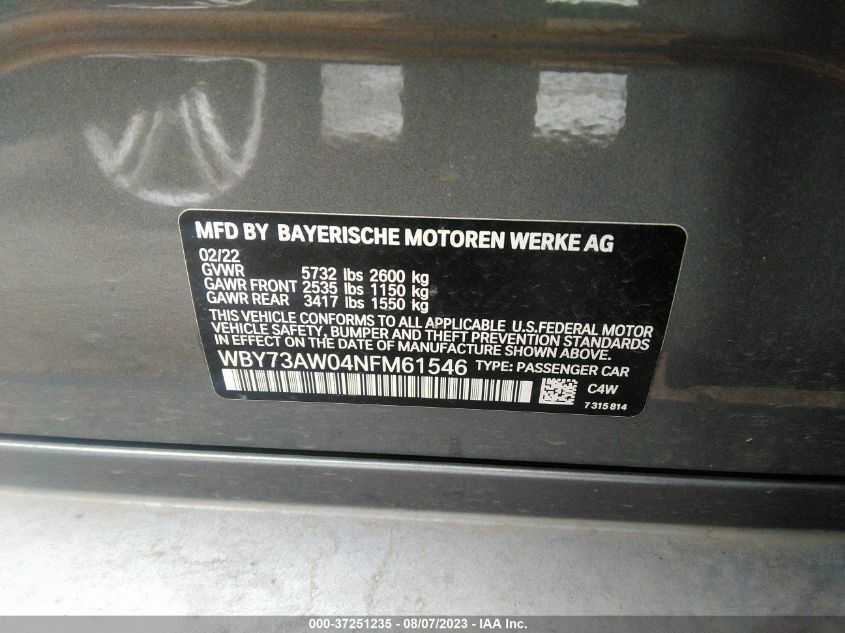 MFD BY BAYERISCHE MOTOREN WERKE AG
02/22
GVWR 5732 lbs 2600 kg
GAWR FRONT 2535 lbs 1150 kg
GAWR REAR 3417 lbs 1550 kg
THIS VEHICLE CONFORMS TO ALL APPLICABLE U.S.FEDERAL MOTOR
VEHICLE SAFETY, BUMPER AND THEFT PREVENTION STANDARDS
IN EFFECT ON THE DATE OF MANUFACTURE SHOWN ABOVE.
WBY73AW04NFM61546 TYPE: PASSENGER CAR
C4W
7315814
000-37251235 - 08/07/2023 - IAA Inc.